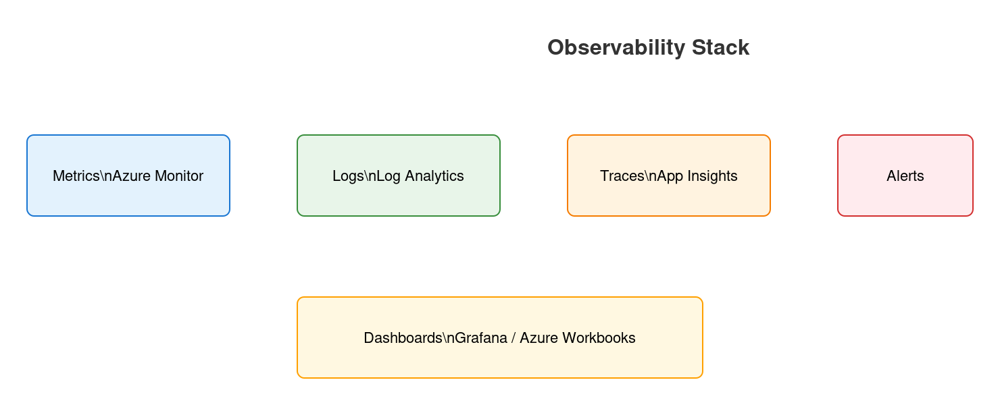 Observability Stack
Metrics\nAzure Monitor
Logs\nLog Analytics
Traces\nApp Insights
Alerts
Dashboards\nGrafana / Azure Workbooks